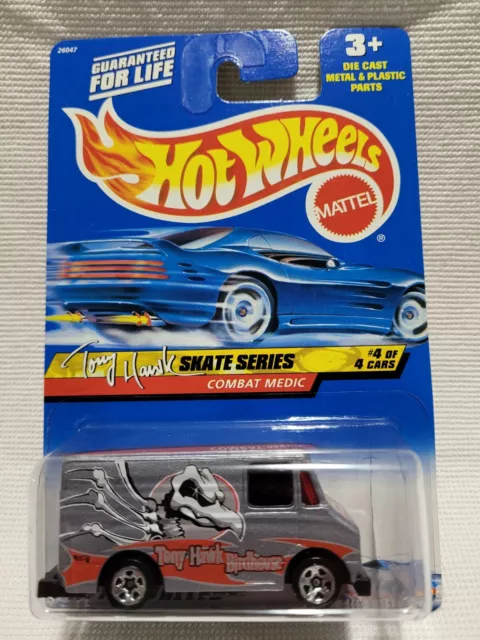 26047
GUARANTEED
FOR LIFE
3+
DIE CAST
METAL & PLASTIC
PARTS
HOT WHEELS
MATTEL
®
Tony Hawk SKATE SERIES
#4 OF
4 CARS
COMBAT MEDIC
Tony Hawk Birdhouse